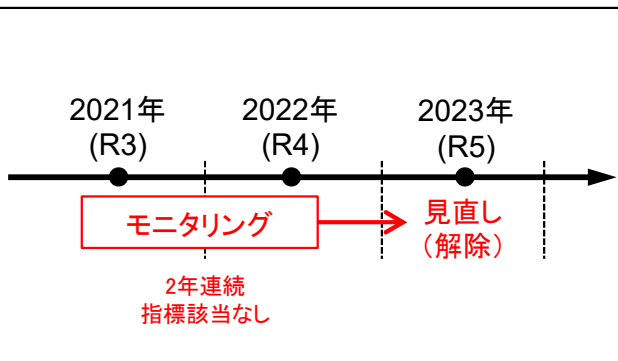 2021年
(R3)
2022年
(R4)
2023年
(R5)
モニタリング
見直し
（解除）
2年連続
指標該当なし